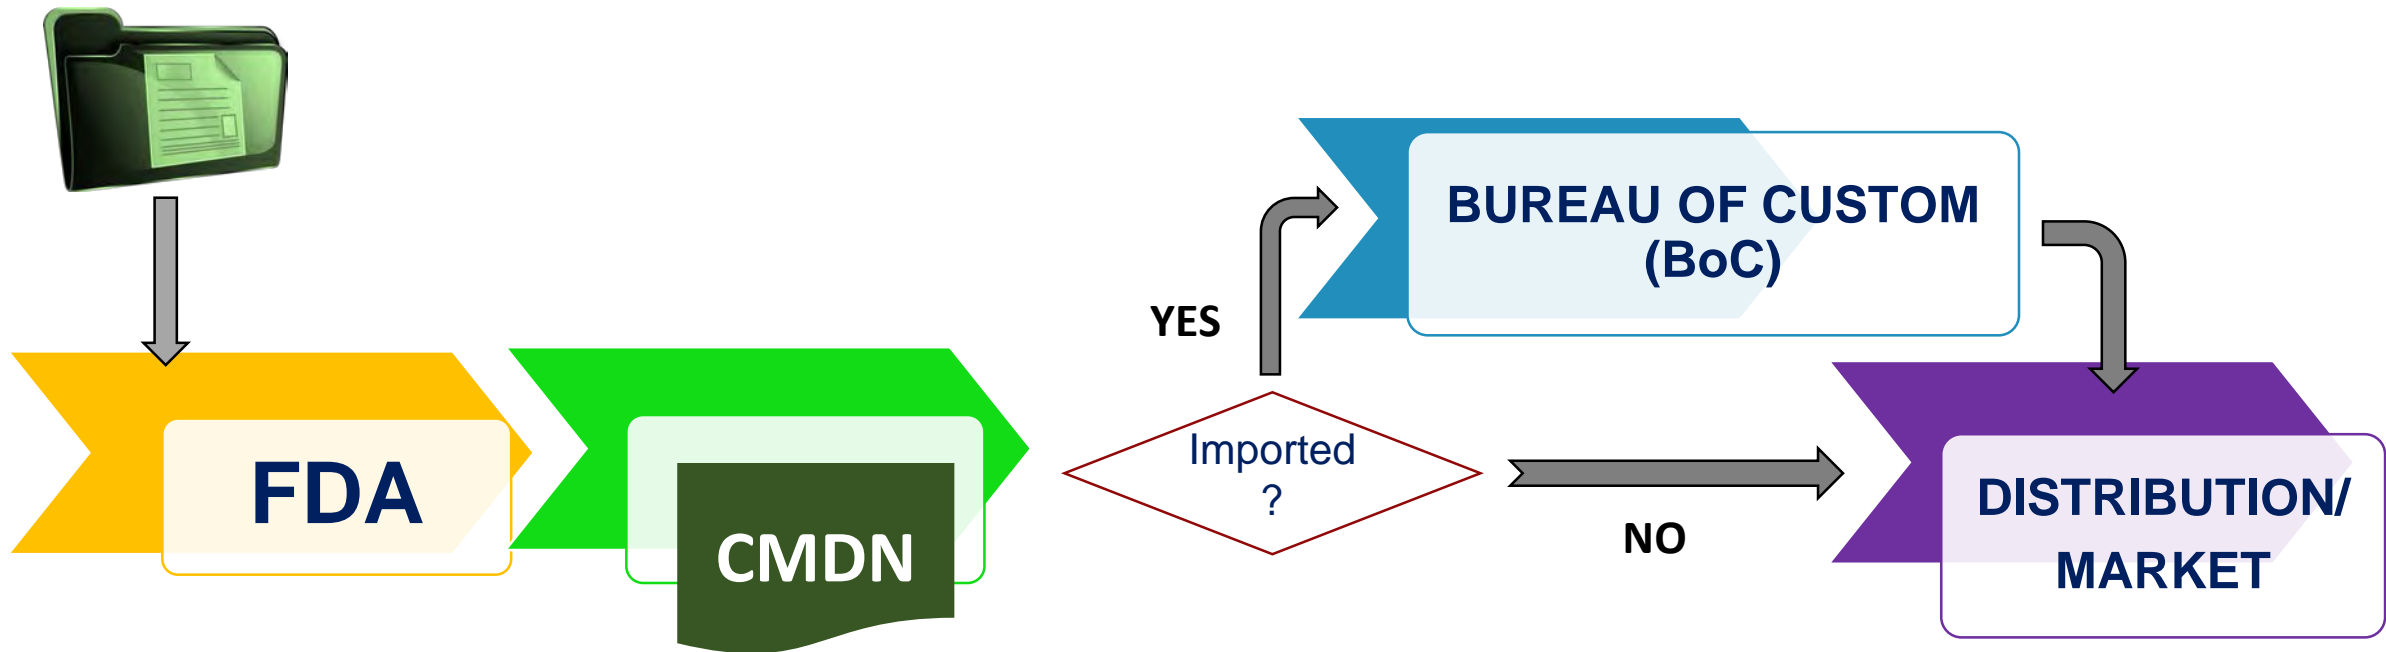 FDA
CMDN
Imported
?
YES
BUREAU OF CUSTOM
(BoC)
NO
DISTRIBUTION/
MARKET